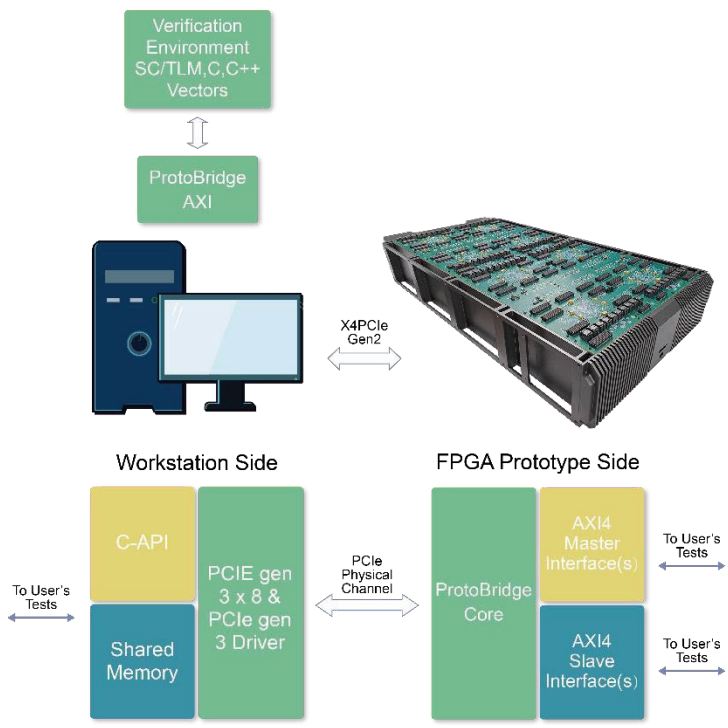 Verification
Environment
SC/TLM,C,C++
Vectors
ProtoBridge
AXI
X4PCIe
Gen2
Workstation Side
FPGA Prototype Side
C-API
Shared
Memory
PCIE gen
3 x 8 &
PCIe gen
3 Driver
To User's
Tests
PCIe
Physical
Channel
ProtoBridge
Core
AXI4
Master
Interface(s)
AXI4
Slave
Interface(s)
To User's
Tests
To User's
Tests